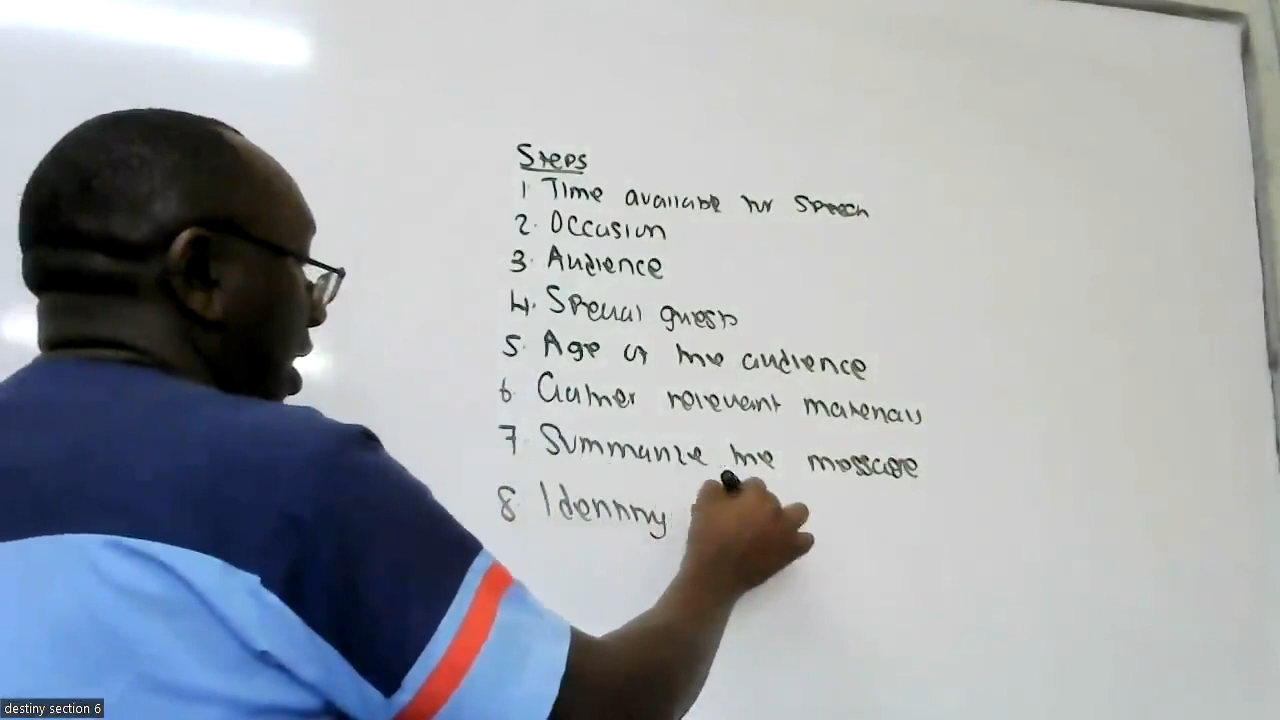 Steps
1 Time available for Speech
2. Occasion
3. Audience
4. Special guests
5. Age of the audience
6. Gather relevant materials
7 Summarize the message
8 Identify
destiny section 6